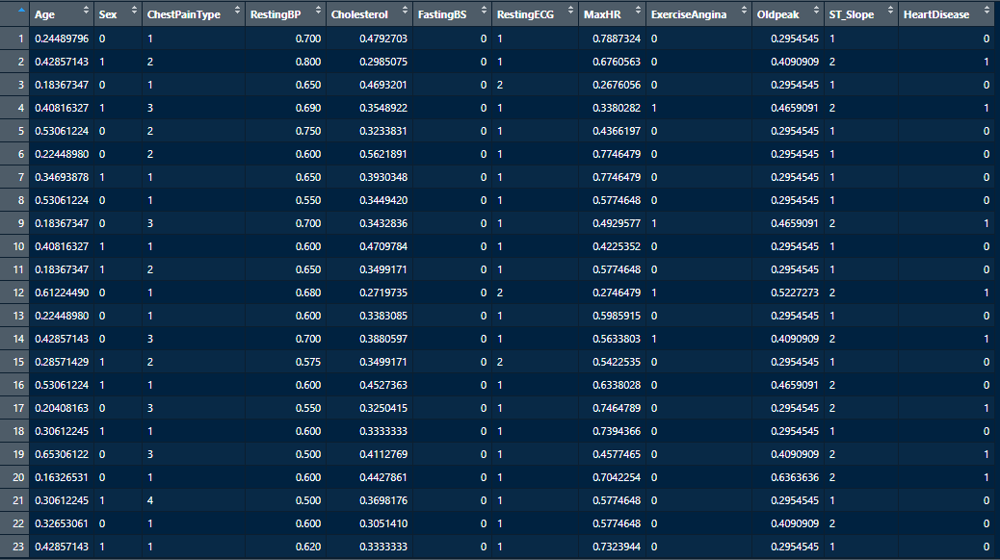 Age Sex ChestPainType RestingBP Cholesterol FastingBS RestingECG MaxHR ExerciseAngina Oldpeak ST_Slope HeartDisease
1 0.24489796 0 1 0.700 0.4792703 0 1 0.7887324 0 0.2954545 1 0
2 0.42857143 1 2 0.800 0.2985075 0 1 0.6760563 0 0.4090909 2 1
3 0.18367347 0 1 0.650 0.4693201 0 2 0.2676056 0 0.2954545 1 0
4 0.40816327 1 3 0.690 0.3548922 0 1 0.3380282 1 0.4659091 2 1
5 0.53061224 0 2 0.750 0.3233831 0 1 0.4366197 0 0.2954545 1 0
6 0.22448980 0 2 0.600 0.5621891 0 1 0.7746479 0 0.2954545 1 0
7 0.34693878 1 1 0.650 0.3930348 0 1 0.7746479 0 0.2954545 1 0
8 0.53061224 0 1 0.550 0.3449420 0 1 0.5774648 0 0.2954545 1 0
9 0.18367347 0 3 0.700 0.3432836 0 1 0.4929577 1 0.4659091 2 1
10 0.40816327 1 1 0.600 0.4709784 0 1 0.4225352 0 0.2954545 1 0
11 0.18367347 1 2 0.650 0.3499171 0 1 0.5774648 0 0.2954545 1 0
12 0.61224490 0 1 0.680 0.2719735 0 2 0.2746479 1 0.5227273 2 1
13 0.22448980 0 1 0.600 0.3383085 0 1 0.5985915 0 0.2954545 1 0
14 0.42857143 0 3 0.700 0.3880597 0 1 0.5633803 1 0.4090909 2 1
15 0.28571429 1 2 0.575 0.3499171 0 2 0.5422535 0 0.2954545 1 0
16 0.53061224 1 1 0.600 0.4527363 0 1 0.6338028 0 0.4659091 2 0
17 0.20408163 0 3 0.550 0.3250415 0 1 0.7464789 0 0.2954545 2 1
18 0.30612245 1 1 0.600 0.3333333 0 1 0.7394366 0 0.2954545 1 0
19 0.65306122 0 3 0.500 0.4112769 0 1 0.4577465 0 0.4090909 2 1
20 0.16326531 0 1 0.600 0.4427861 0 1 0.7042254 0 0.6363636 2 1
21 0.30612245 1 4 0.500 0.3698176 0 1 0.5774648 0 0.2954545 1 0
22 0.32653061 0 1 0.600 0.3051410 0 1 0.5774648 0 0.4090909 2 0
23 0.42857143 1 1 0.620 0.3333333 0 1 0.7323944 0 0.2954545 1 0